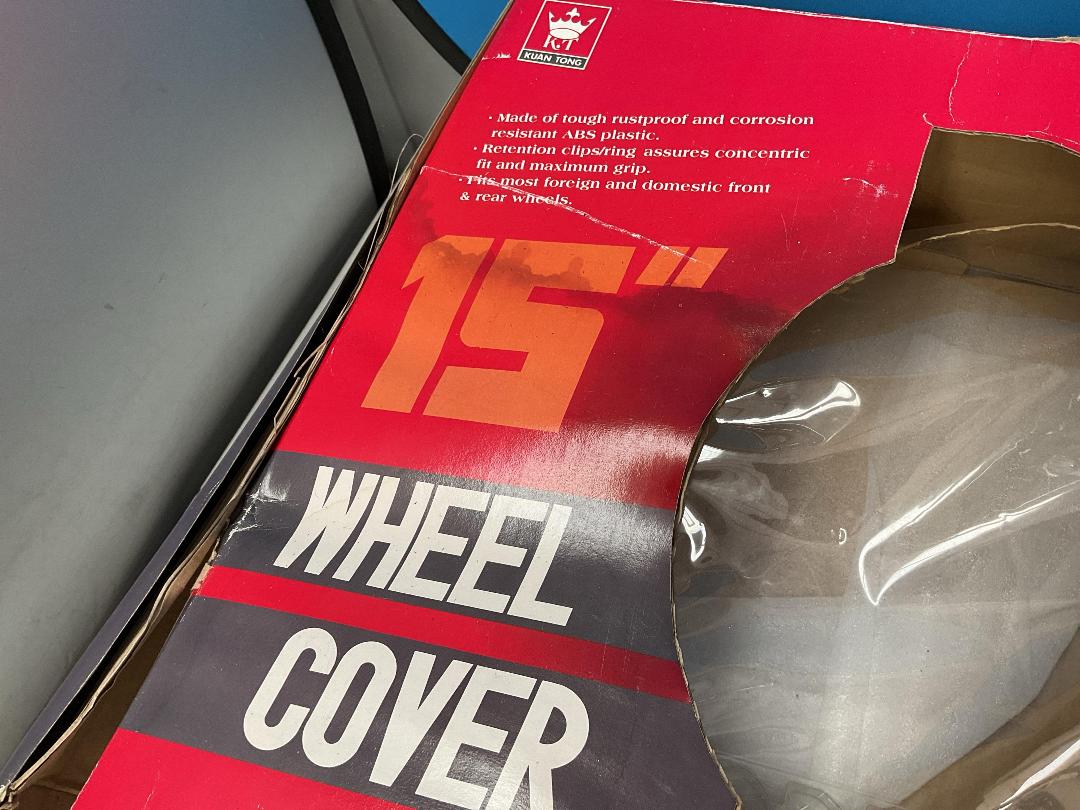 KT
KUAN TONG
· Made of tough rustproof and corrosion
resistant ABS plastic.
· Retention clips/ring assures concentric
fit and maximum grip.
· Fits most foreign and domestic front
& rear wheels.
15"
WHEEL
COVER